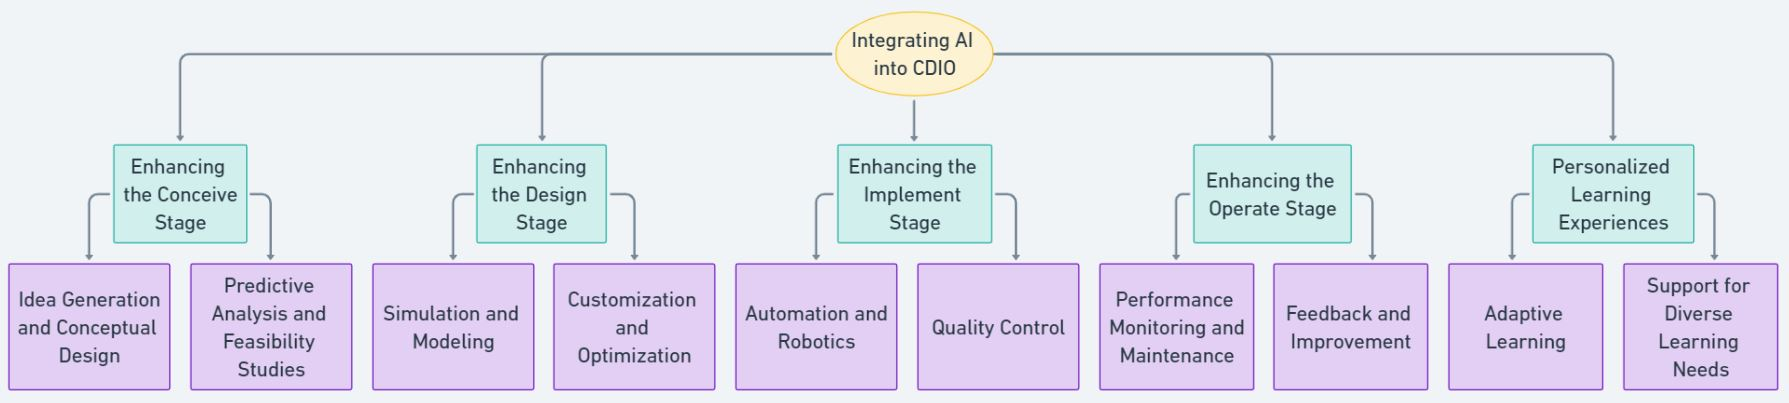 Integrating AI
into CDIO
Enhancing
the Conceive
Stage
Enhancing
the Design
Stage
Enhancing the
Implement
Stage
Enhancing the
Operate Stage
Personalized
Learning
Experiences
Idea Generation
and Conceptual
Design
Predictive
Analysis and
Feasibility
Studies
Simulation and
Modeling
Customization
and
Optimization
Automation and
Robotics
Quality Control
Performance
Monitoring and
Maintenance
Feedback and
Improvement
Adaptive
Learning
Support for
Diverse
Learning
Needs